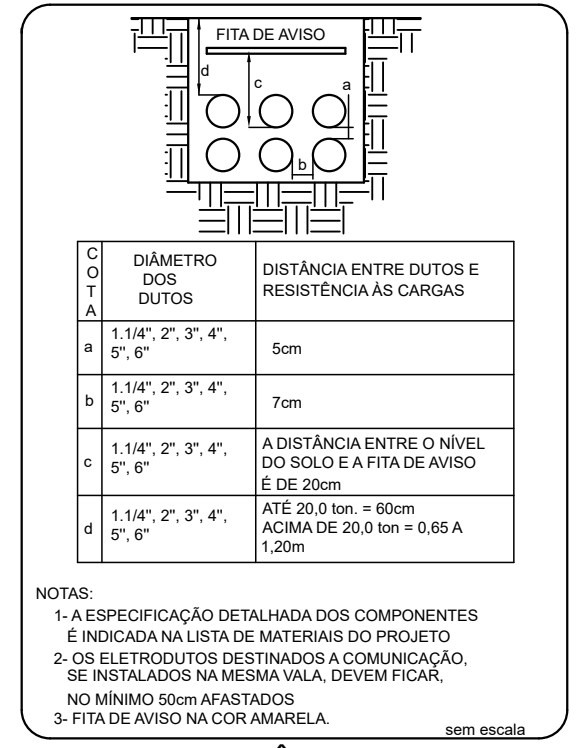 FITA DE AVISO
d
c
a
b
C
O
T
A
DIÂMETRO
DOS
DUTOS
DISTÂNCIA ENTRE DUTOS E
RESISTÊNCIA ÀS CARGAS
a
1.1/4", 2", 3", 4",
5", 6"
5cm
b
1.1/4", 2", 3", 4",
5", 6"
7cm
c
1.1/4", 2", 3", 4",
5", 6"
A DISTÂNCIA ENTRE O NÍVEL
DO SOLO E A FITA DE AVISO
É DE 20cm
d
1.1/4", 2", 3", 4",
5", 6"
ATÉ 20,0 ton. = 60cm
ACIMA DE 20,0 ton = 0,65 A
1,20m
NOTAS:
1- A ESPECIFICAÇÃO DETALHADA DOS COMPONENTES
É INDICADA NA LISTA DE MATERIAIS DO PROJETO
2- OS ELETRODUTOS DESTINADOS A COMUNICAÇÃO,
SE INSTALADOS NA MESMA VALA, DEVEM FICAR,
NO MÍNIMO 50cm AFASTADOS
3- FITA DE AVISO NA COR AMARELA.
sem escala